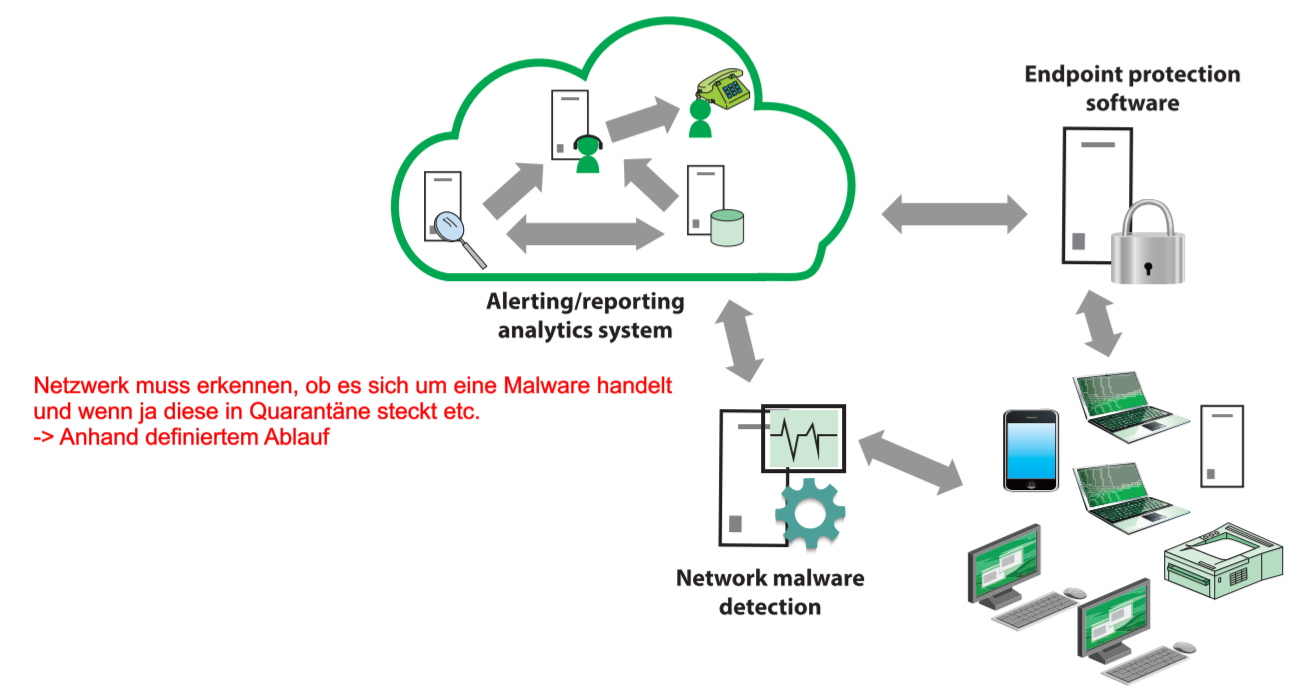 Endpoint protection
software
Alerting/reporting
analytics system
Netzwerk muss erkennen, ob es sich um eine Malware handelt
und wenn ja diese in Quarantäne steckt etc.
-> Anhand definiertem Ablauf
Network malware
detection